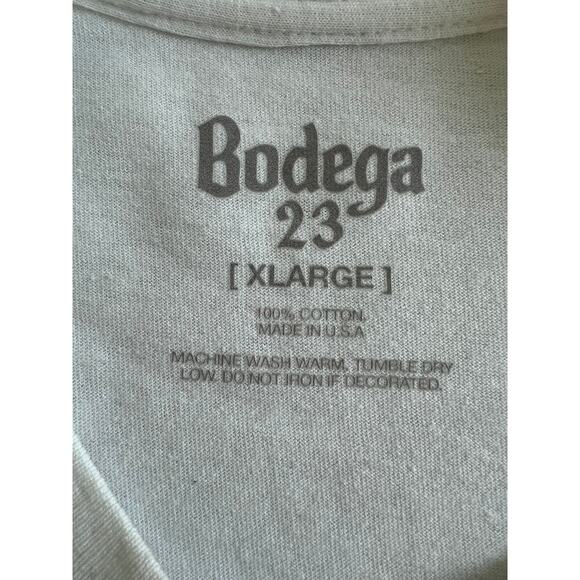 Bodega
23
[ XLARGE ]
100% COTTON.
MADE IN U.S.A
MACHINE WASH WARM, TUMBLE DRY
LOW. DO NOT IRON IF DECORATED.